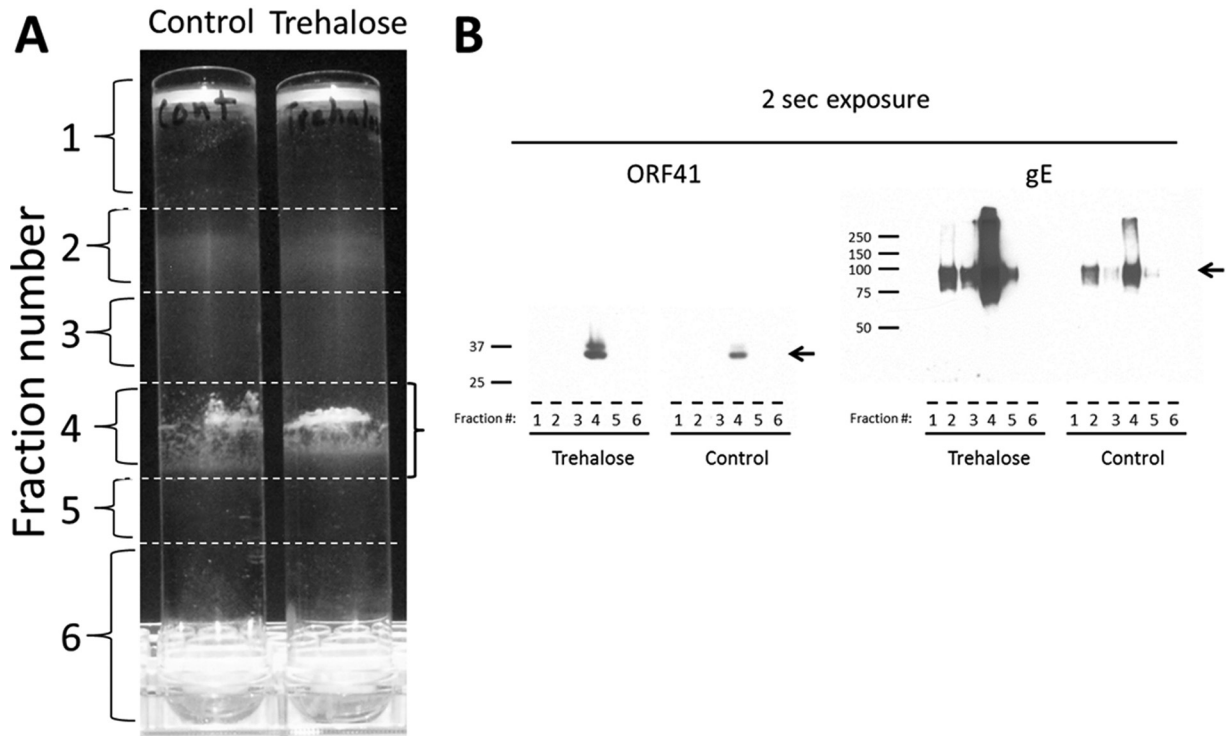 A
Control Trehalose
Cont
Trehalos
Fraction number
1
2
3
4
5
6
B
2 sec exposure
ORF41
gE
37
25
Fraction #: 1 2 3 4 5 6 1 2 3 4 5 6
Trehalose Control
250
150
100
75
50
Fraction #: 1 2 3 4 5 6 1 2 3 4 5 6
Trehalose Control